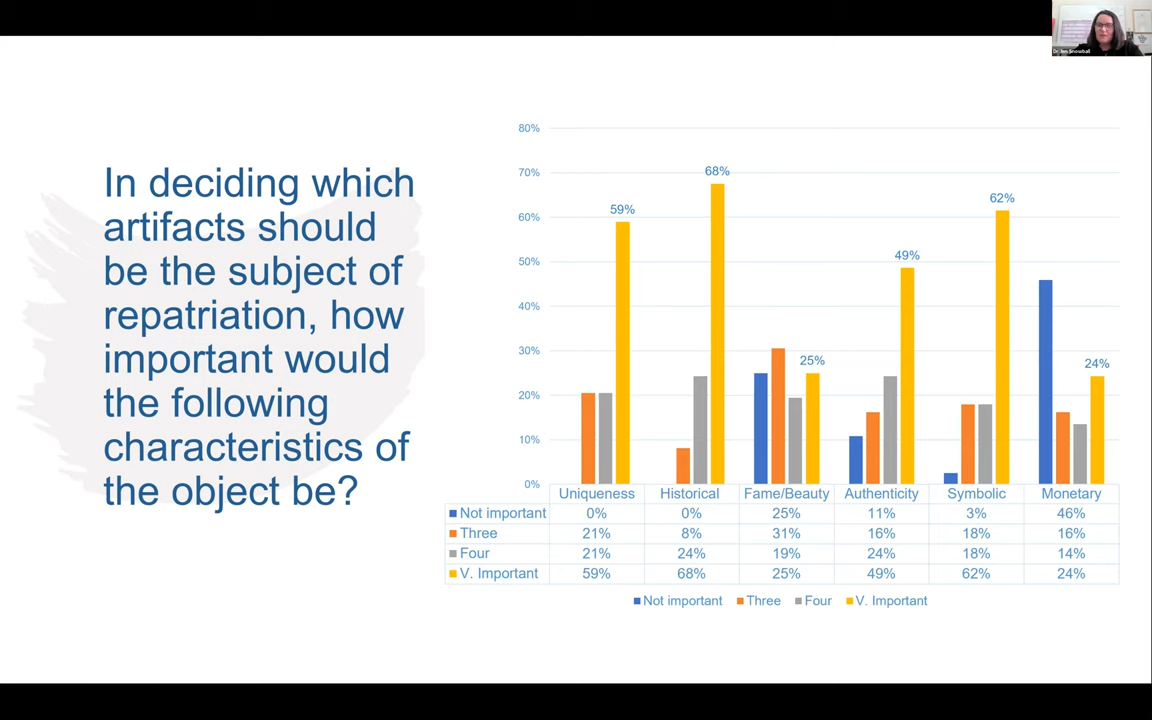 Dr. Jen Snowball
In deciding which
artifacts should
be the subject of
repatriation, how
important would
the following
characteristics of
the object be?
80%
70%
60%
50%
40%
30%
20%
10%
0%
59%
68%
25%
49%
62%
24%
Uniqueness Historical Fame/Beauty Authenticity Symbolic Monetary
Not important 0% 0% 25% 11% 3% 46%
Three 21% 8% 31% 16% 18% 16%
Four 21% 24% 19% 24% 18% 14%
V. Important 59% 68% 25% 49% 62% 24%
Not important Three Four V. Important